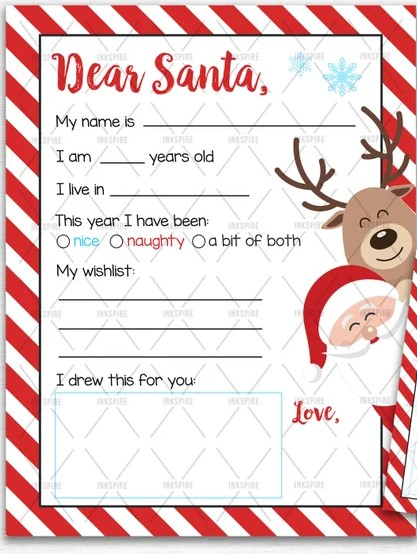 Dear Santa,
My name is
I am years old
I live in
This year I have been:
nice naughty a bit of both
My wishlist:
I drew this for you:
Love,
INKSPIRE